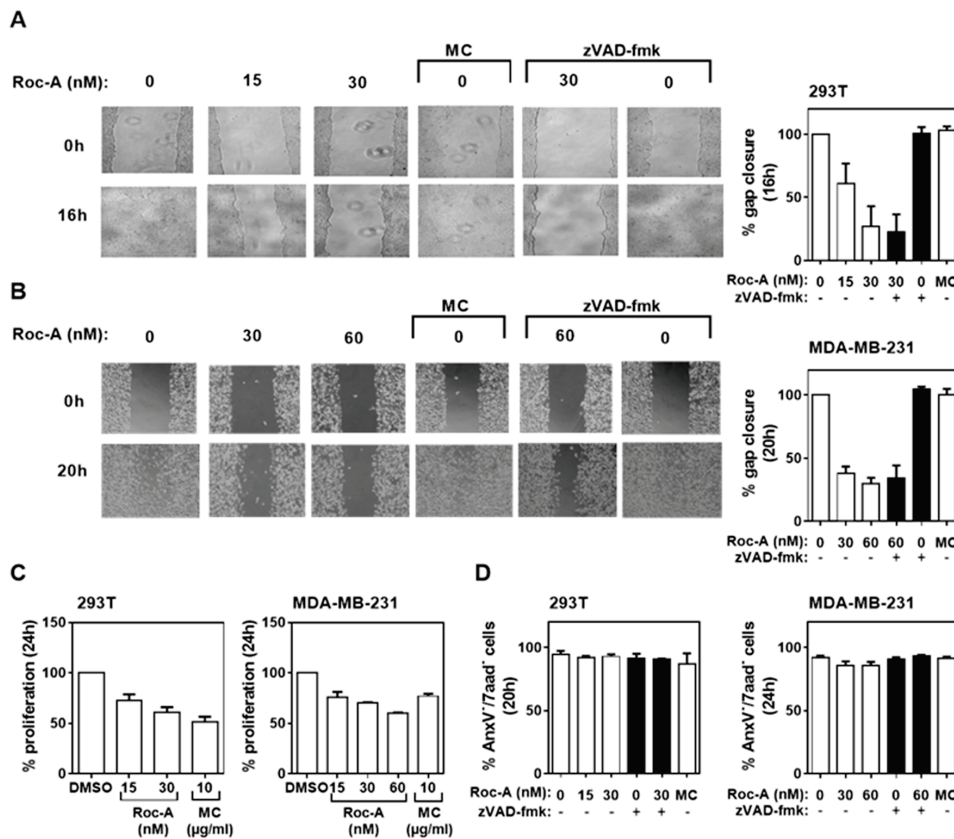 A
MC
zVAD-fmk
Roc-A (nM): 0 15 30 0 30 0
0h
16h
293T
% gap closure
(16h)
100
50
0
Roc-A (nM): 0 15 30 30 0 MC
zVAD-fmk: - - - + + -
B
MC
zVAD-fmk
Roc-A (nM): 0 30 60 0 60 0
0h
20h
MDA-MB-231
% gap closure
(20h)
100
50
0
Roc-A (nM): 0 30 60 60 0 MC
zVAD-fmk: - - - + + -
C
293T
% proliferation (24h)
150
100
50
0
DMSO 15 30 10
Roc-A
(nM)
MC
(µg/ml)
MDA-MB-231
% proliferation (24h)
150
100
50
0
DMSO 15 30 60 10
Roc-A
(nM)
MC
(µg/ml)
D
293T
% AnxV-/7aad- cells
(20h)
100
50
0
Roc-A (nM): 0 15 30 0 30 MC
zVAD-fmk: - - - + + -
MDA-MB-231
% AnxV-/7aad- cells
(24h)
100
50
0
Roc-A (nM): 0 30 60 0 60 MC
zVAD-fmk: - - - + + -